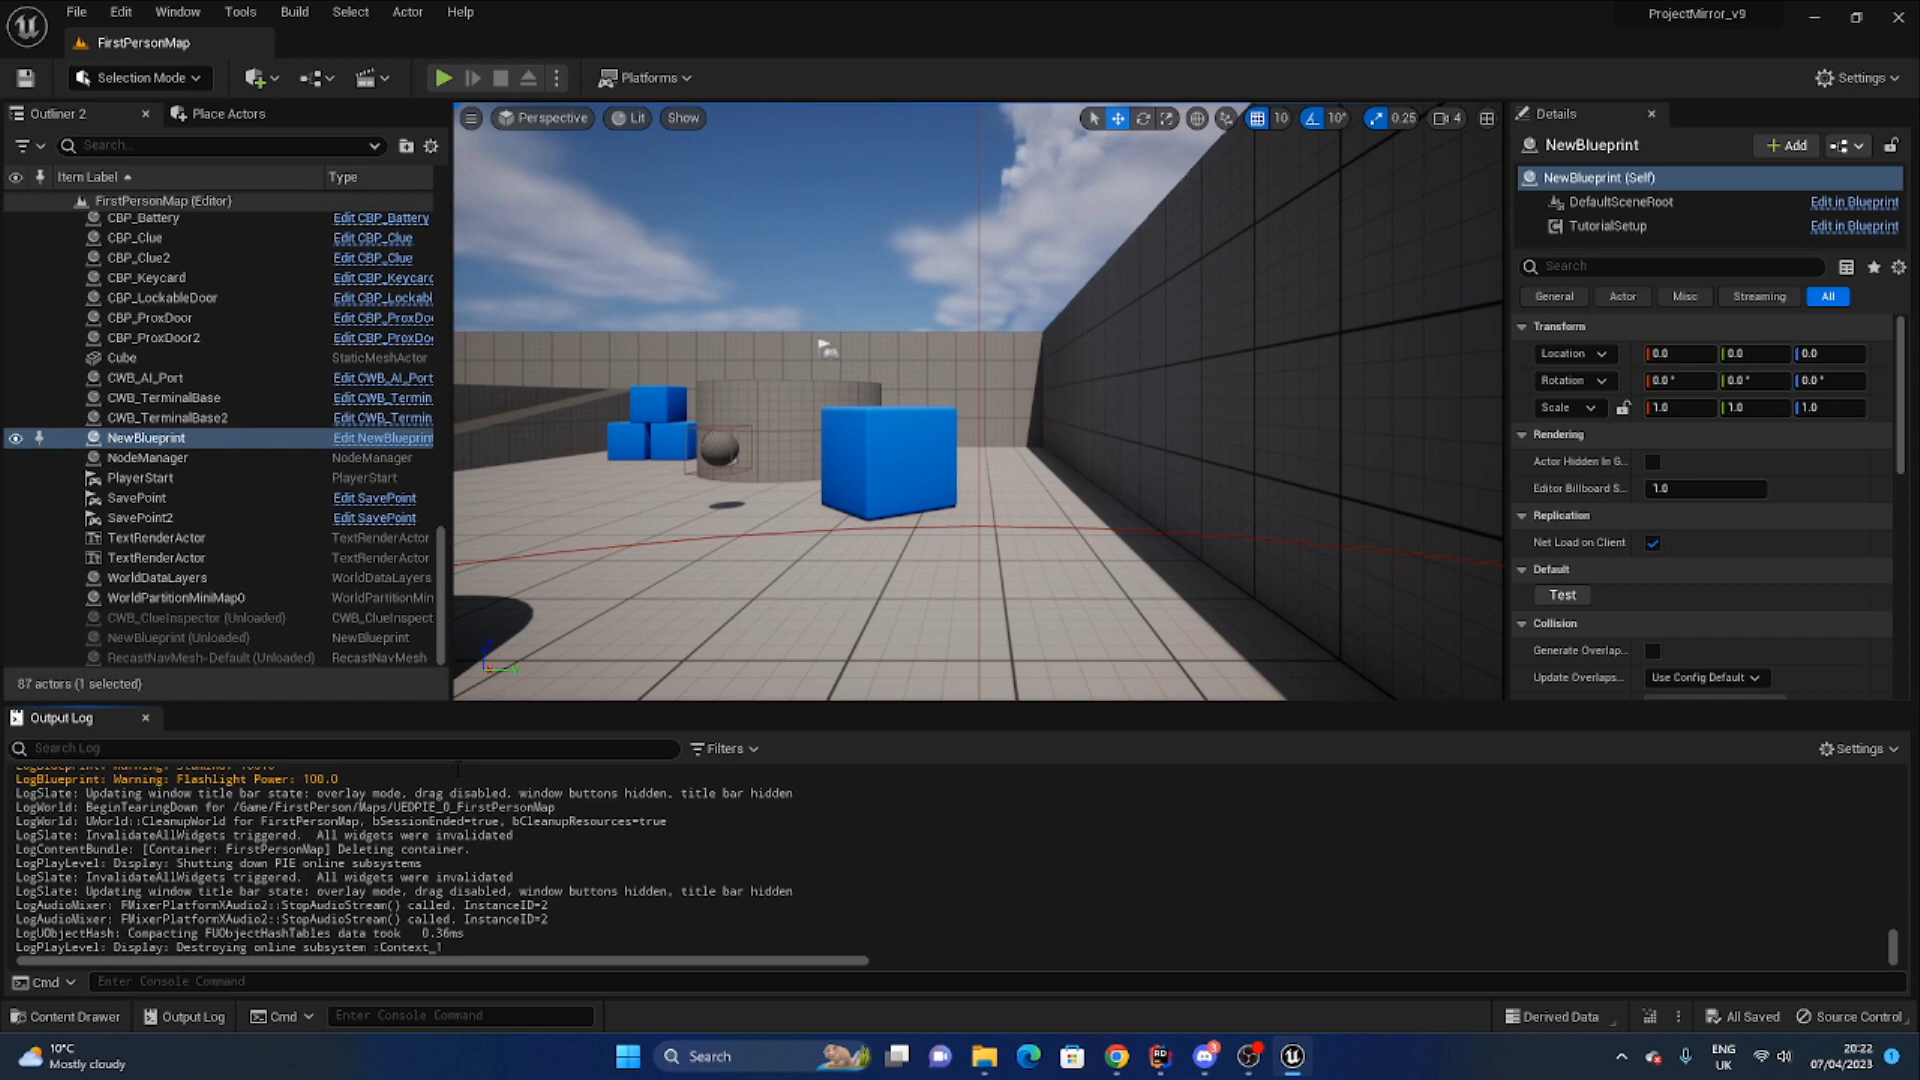 File Edit Window Tools Build Select Actor Help
ProjectMirror_v9
FirstPersonMap
Selection Mode
Platforms
Settings
Outliner 2
Place Actors
Search...
Item Label
Type
FirstPersonMap (Editor)
CBP_Battery Edit CBP_Battery
CBP_Clue Edit CBP_Clue
CBP_Clue2 Edit CBP_Clue
CBP_Keycard Edit CBP_Keycard
CBP_LockableDoor Edit CBP_Lockabl
CBP_ProxDoor Edit CBP_ProxDo
CBP_ProxDoor2 Edit CBP_ProxDo
Cube StaticMeshActor
CWB_AI_Port Edit CWB_AI_Port
CWB_TerminalBase Edit CWB_Termin
CWB_TerminalBase2 Edit CWB_Termin
NewBlueprint Edit NewBlueprint
NodeManager NodeManager
PlayerStart PlayerStart
SavePoint Edit SavePoint
SavePoint2 Edit SavePoint
TextRenderActor TextRenderActor
TextRenderActor TextRenderActor
WorldDataLayers WorldDataLayers
WorldPartitionMiniMap0 WorldPartitionMin
CWB_ClueInspector (Unloaded) CWB_ClueInspect
NewBlueprint (Unloaded) NewBlueprint
RecastNavMesh-Default (Unloaded) RecastNavMesh
87 actors (1 selected)
Perspective Lit Show
10 10° 0.25 4
Details
NewBlueprint
Add
NewBlueprint (Self)
DefaultSceneRoot Edit in Blueprint
TutorialSetup Edit in Blueprint
Search
General Actor Misc Streaming All
Transform
Location 0.0 0.0 0.0
Rotation 0.0° 0.0° 0.0°
Scale 1.0 1.0 1.0
Rendering
Actor Hidden In G...
Editor Billboard S... 1.0
Replication
Net Load on Client
Default
Test
Collision
Generate Overlap...
Update Overlaps... Use Config Default
Output Log
Search Log
Filters
Settings
LogBlueprint: Warning: Flashlight Power: 100.0
LogSlate: Updating window title bar state: overlay mode, drag disabled, window buttons hidden, title bar hidden
LogWorld: BeginTearingDown for /Game/FirstPerson/Maps/UEDPIE_0_FirstPersonMap
LogWorld: UWorld::CleanupWorld for FirstPersonMap, bSessionEnded=true, bCleanupResources=true
LogSlate: InvalidateAllWidgets triggered. All widgets were invalidated
LogContentBundle: [Container: FirstPersonMap] Deleting container.
LogPlayLevel: Display: Shutting down PIE online subsystems
LogSlate: InvalidateAllWidgets triggered. All widgets were invalidated
LogSlate: Updating window title bar state: overlay mode, drag disabled, window buttons hidden, title bar hidden
LogAudioMixer: FMixerPlatformXAudio2::StopAudioStream() called. InstanceID=2
LogAudioMixer: FMixerPlatformXAudio2::StopAudioStream() called. InstanceID=2
LogUObjectHash: Compacting FUObjectHashTables data took 0.36ms
LogPlayLevel: Display: Destroying online subsystem :Context_1
Cmd Enter Console Command
Content Drawer Output Log Cmd Enter Console Command
Derived Data All Saved Source Control
10°C
Mostly cloudy
Search
3
ENG
UK
20:22
07/04/2023
1